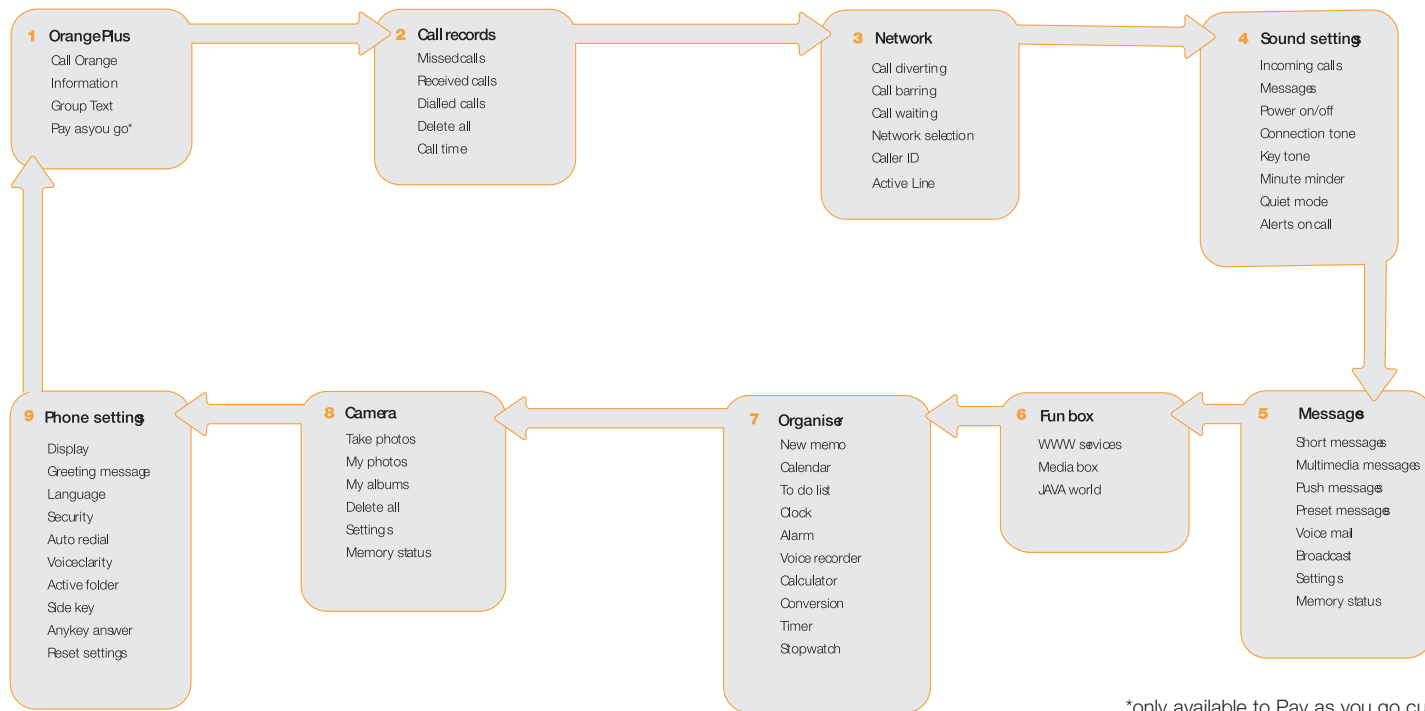 1 OrangePlus
Call Orange
Information
Group Text
Pay asyou go*
2 Call records
Missedcalls
Received calls
Dialled calls
Delete all
Call time
3 Network
Call diverting
Call barring
Call waiting
Network selection
Caller ID
Active Line
4 Sound settings
Incoming calls
Messages
Power on/off
Connection tone
Key tone
Minute minder
Quiet mode
Alerts on call
5 Messages
Short messages
Multimedia messages
Push messages
Preset messages
Voice mail
Broadcast
Settings
Memory status
6 Fun box
WWW services
Media box
JAVA world
7 Organiser
New memo
Calendar
To do list
Clock
Alarm
Voice recorder
Calculator
Conversion
Timer
Stopwatch
8 Camera
Take photos
My photos
My albums
Delete all
Settings
Memory status
9 Phone settings
Display
Greeting message
Language
Security
Auto redial
Voiceclarity
Active folder
Side key
Anykey answer
Reset settings
*only available to Pay as you go cu